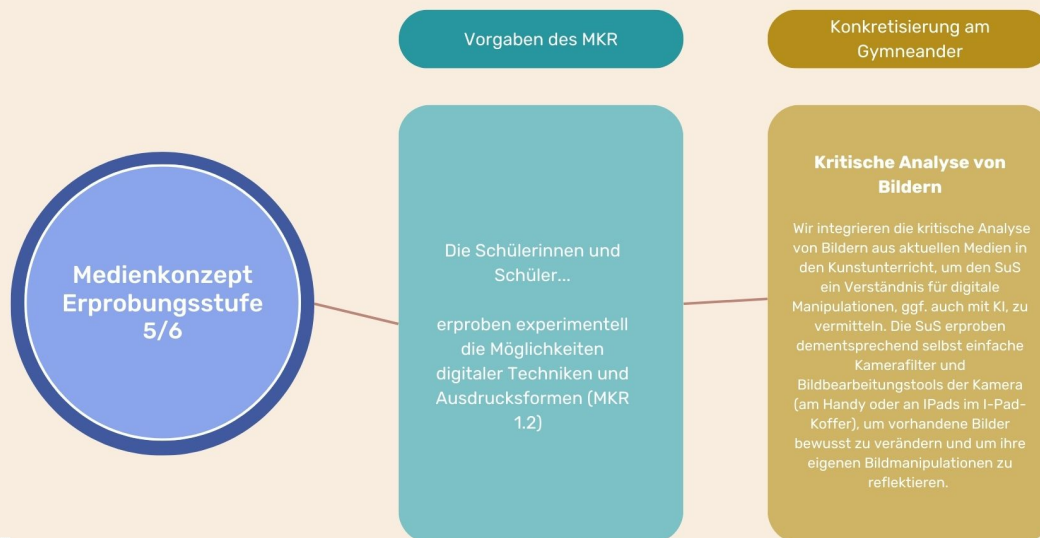 Vorgaben des MKR
Konkretisierung am
Gymneander
Medienkonzept
Erprobungsstufe
5/6
Die Schülerinnen und
Schüler...
erproben experimentell
die Möglichkeiten
digitaler Techniken und
Ausdrucksformen (MKR
1.2)
Kritische Analyse von
Bildern
Wir integrieren die kritische Analyse
von Bildern aus aktuellen Medien in
den Kunstunterricht, um den SuS
ein Verständnis für digitale
Manipulationen, ggf. auch mit KI, zu
vermitteln. Die SuS erproben
dementsprechend selbst einfache
Kamerafilter und
Bildbearbeitungstools der Kamera
(am Handy oder an IPads im I-Pad-
Koffer), um vorhandene Bilder
bewusst zu verändern und um ihre
eigenen Bildmanipulationen zu
reflektieren.